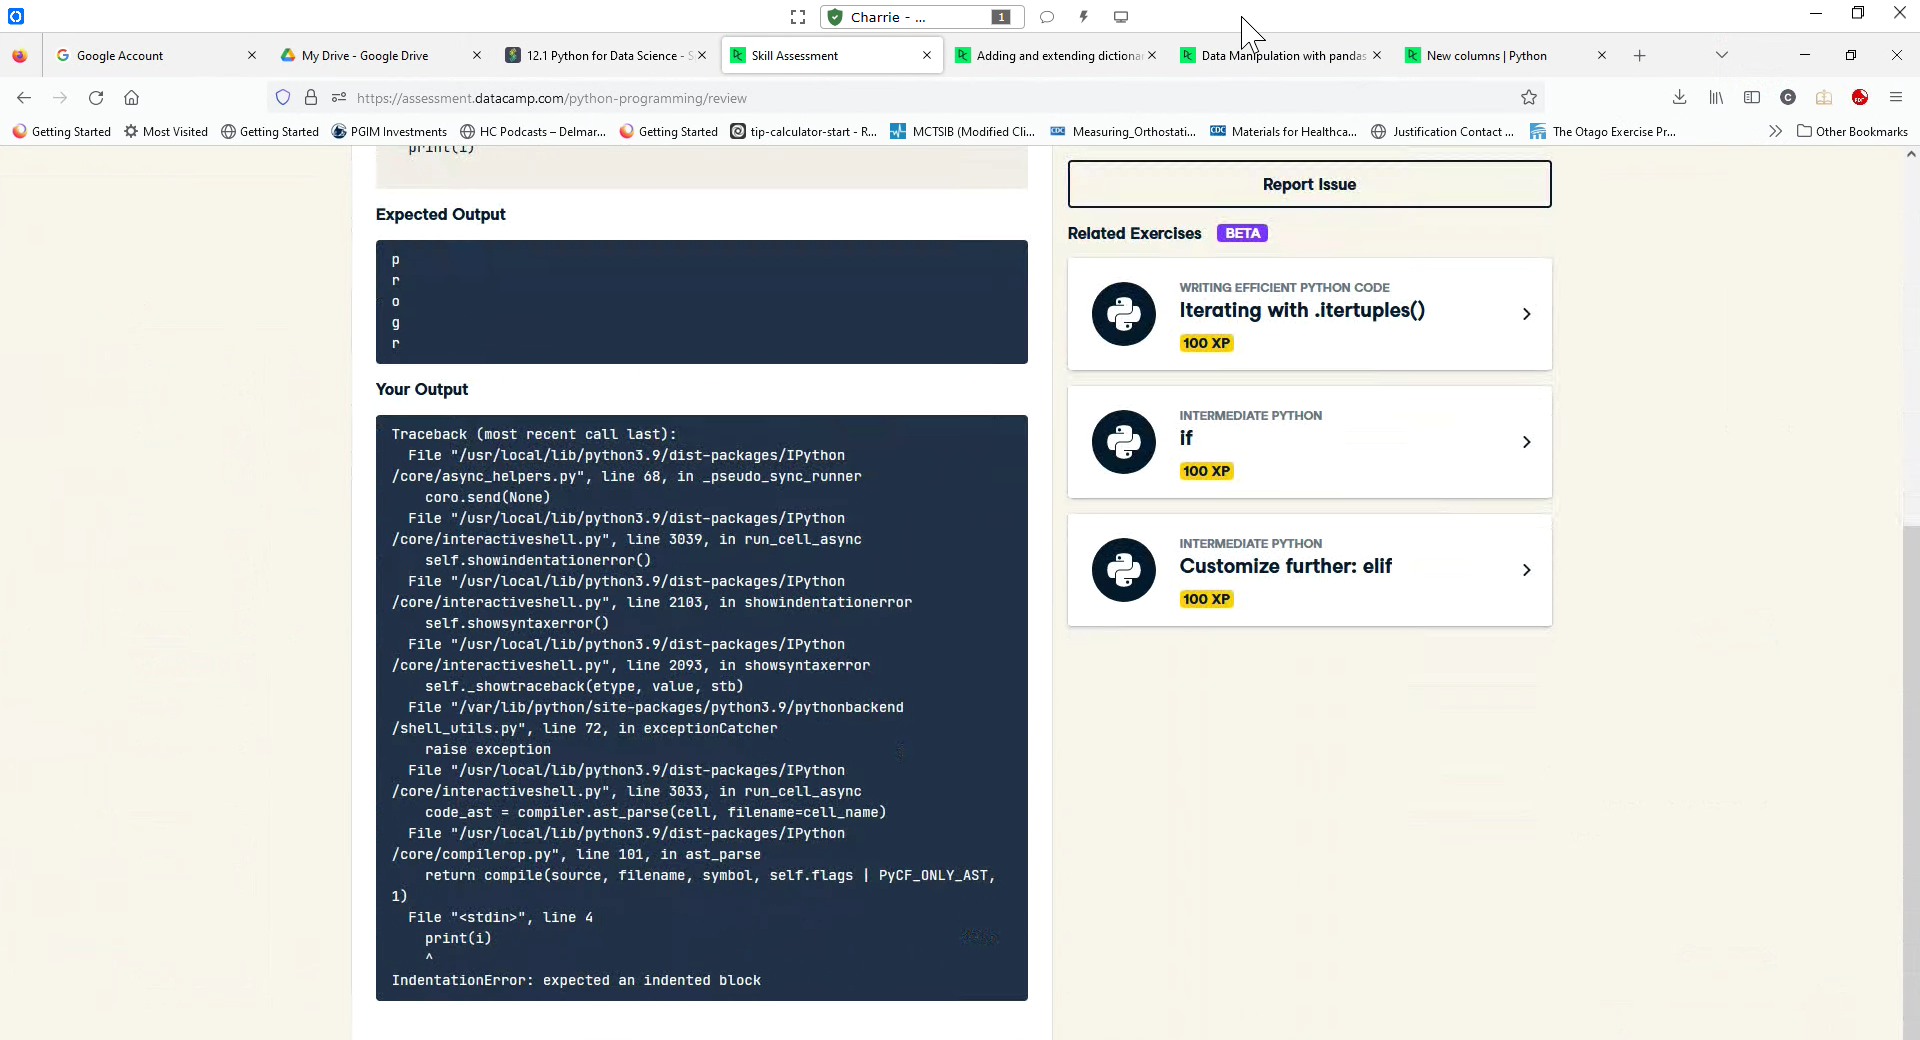 Charrie - ...
1
Google Account
My Drive - Google Drive
12.1 Python for Data Science - S
Skill Assessment
Adding and extending dictionar
Data Manipulation with pandas
New columns | Python
https://assessment.datacamp.com/python-programming/review
Getting Started
Most Visited
Getting Started
PGIM Investments
HC Podcasts – Delmar...
Getting Started
tip-calculator-start - R...
MCTSIB (Modified Cli...
Measuring_Orthostati...
Materials for Healthca...
Justification Contact ...
The Otago Exercise Pr...
Other Bookmarks
print(i)
Expected Output
p
r
o
g
r
Your Output
Traceback (most recent call last):
File "/usr/local/lib/python3.9/dist-packages/IPython
/core/async_helpers.py", line 68, in _pseudo_sync_runner
coro.send(None)
File "/usr/local/lib/python3.9/dist-packages/IPython
/core/interactiveshell.py", line 3039, in run_cell_async
self.showindentationerror()
File "/usr/local/lib/python3.9/dist-packages/IPython
/core/interactiveshell.py", line 2103, in showindentationerror
self.showsyntaxerror()
File "/usr/local/lib/python3.9/dist-packages/IPython
/core/interactiveshell.py", line 2093, in showsyntaxerror
self._showtraceback(etype, value, stb)
File "/var/lib/python/site-packages/python3.9/pythonbackend
/shell_utils.py", line 72, in exceptionCatcher
raise exception
File "/usr/local/lib/python3.9/dist-packages/IPython
/core/interactiveshell.py", line 3033, in run_cell_async
code_ast = compiler.ast_parse(cell, filename=cell_name)
File "/usr/local/lib/python3.9/dist-packages/IPython
/core/compilerop.py", line 101, in ast_parse
return compile(source, filename, symbol, self.flags | PyCF_ONLY_AST,
1)
File "<stdin>", line 4
print(i)
^
IndentationError: expected an indented block
Report Issue
Related Exercises BETA
WRITING EFFICIENT PYTHON CODE
Iterating with .itertuples()
100 XP
INTERMEDIATE PYTHON
if
100 XP
INTERMEDIATE PYTHON
Customize further: elif
100 XP